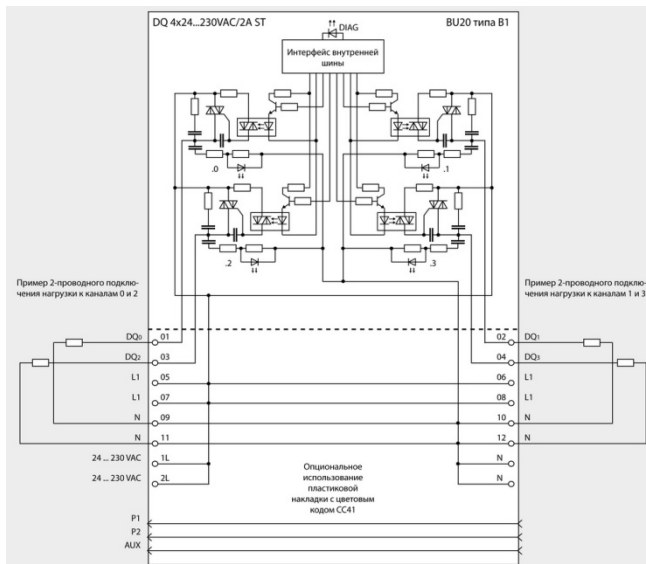 DQ 4x24...230VAC/2A ST
BU20 типа B1
DIAG
Интерфейс внутренней
шины
.0
.1
.2
.3
Пример 2-проводного подклю-
чения нагрузки к каналам 0 и 2
Пример 2-проводного подклю-
чения нагрузки к каналам 1 и 3
DQ0 01
02 DQ1
DQ2 03
04 DQ3
L1 05
06 L1
L1 07
08 L1
N 09
10 N
N 11
12 N
24 ... 230 VAC 1L
N
24 ... 230 VAC 2L
N
Опциональное
использование
пластиковой
накладки с цветовым
кодом CC41
P1
P2
AUX